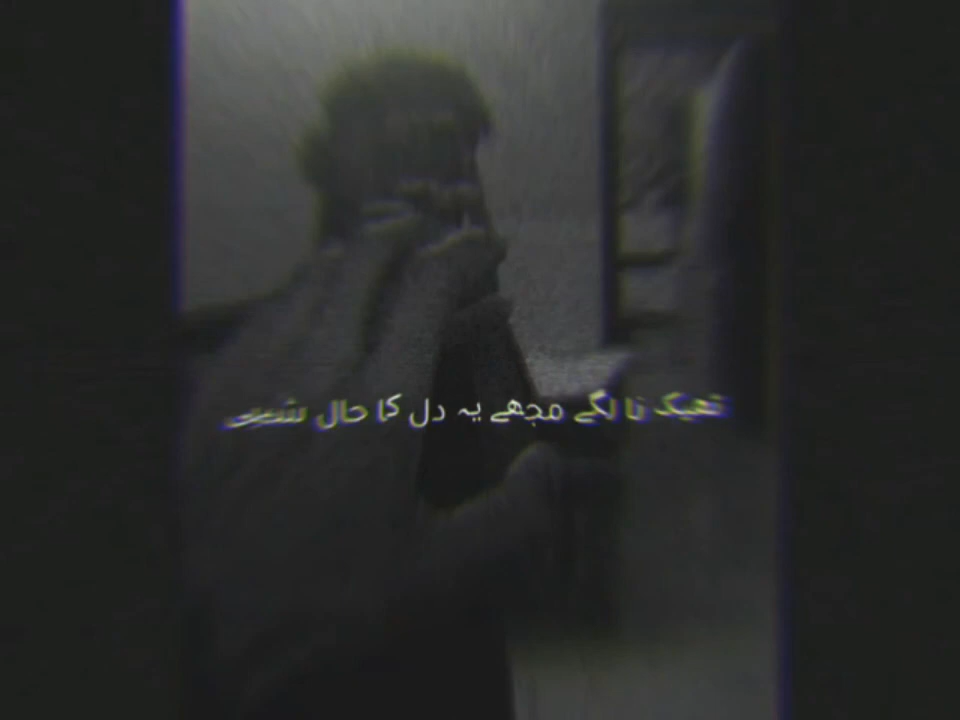 ٹھیک نا لگے مجھے یہ دل کا حال